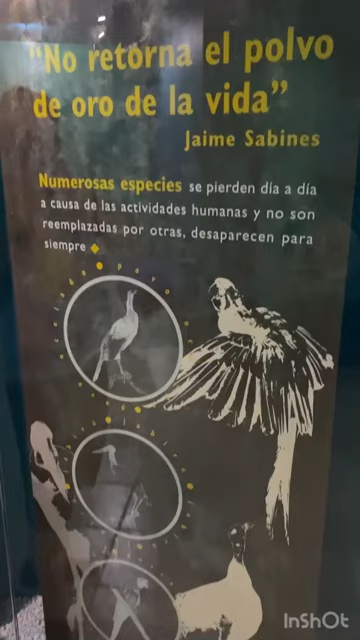 "No retorna el polvo
de oro de la vida"
Jaime Sabines
Numerosas especies se pierden día a día
a causa de las actividades humanas y no son
reemplazadas por otras, desaparecen para
siempre
InShOt